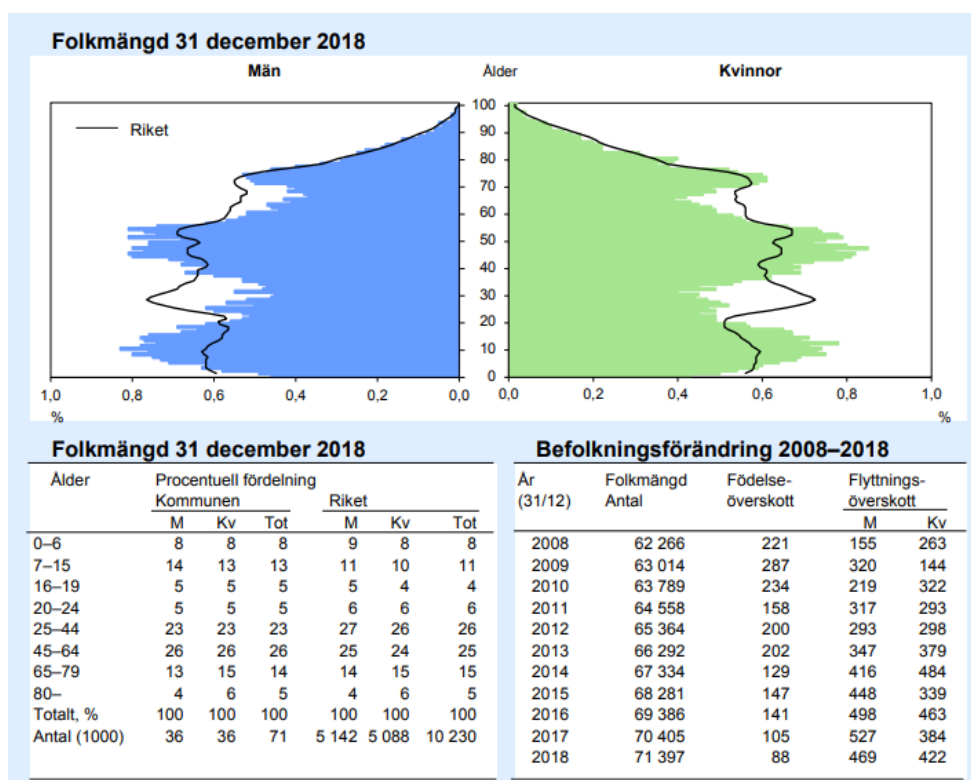 Folkmängd 31 december 2018
Män Ålder Kvinnor
Riket
100
90
80
70
60
50
40
30
20
10
0
1,0 0,8 0,6 0,4 0,2 0,0 0,0 0,2 0,4 0,6 0,8 1,0
% %
Folkmängd 31 december 2018
Ålder Procentuell fördelning
Kommunen Riket
M Kv Tot M Kv Tot
0–6 8 8 8 9 8 8
7–15 14 13 13 11 10 11
16–19 5 5 5 5 4 4
20–24 5 5 5 6 6 6
25–44 23 23 23 27 26 26
45–64 26 26 26 25 24 25
65–79 13 15 14 14 15 15
80– 4 6 5 4 6 5
Totalt, % 100 100 100 100 100 100
Antal (1000) 36 36 71 5 142 5 088 10 230
Befolkningsförändring 2008–2018
År Folkmängd Födelse- Flyttnings-
(31/12) Antal överskott överskott
M Kv
2008 62 266 221 155 263
2009 63 014 287 320 144
2010 63 789 234 219 322
2011 64 558 158 317 293
2012 65 364 200 293 298
2013 66 292 202 347 379
2014 67 334 129 416 484
2015 68 281 147 448 339
2016 69 386 141 498 463
2017 70 405 105 527 384
2018 71 397 88 469 422